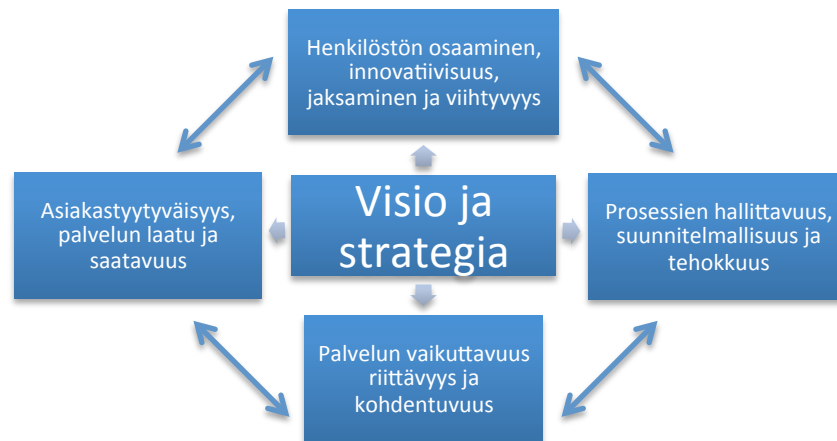 Henkilöstön osaaminen,
innovatiivisuus,
jaksaminen ja viihtyvyys
Asiakastyytyväisyys,
palvelun laatu ja
saatavuus
Visio ja
strategia
Prosessien hallittavuus,
suunnitelmallisuus ja
tehokkuus
Palvelun vaikuttavuus
riittävyys ja
kohdentuvuus